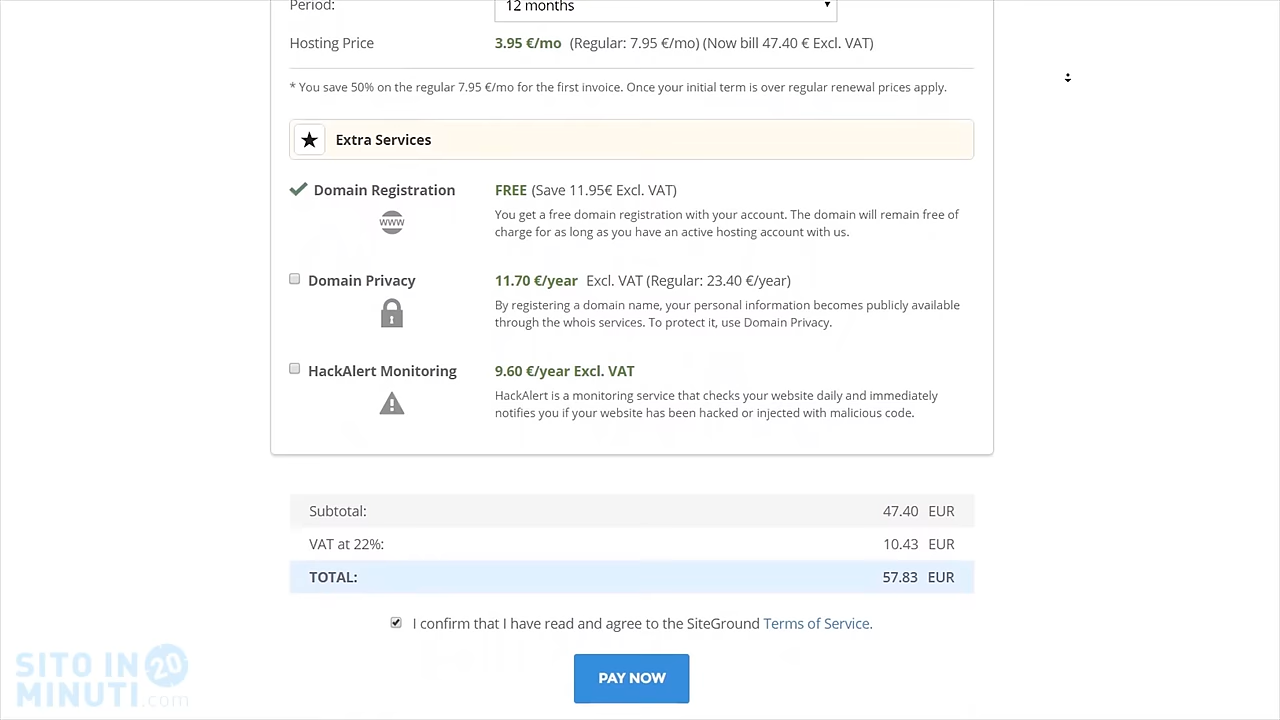 Period:
12 months
Hosting Price
3.95 €/mo (Regular: 7.95 €/mo) (Now bill 47.40 € Excl. VAT)
* You save 50% on the regular 7.95 €/mo for the first invoice. Once your initial term is over regular renewal prices apply.
Extra Services
Domain Registration
FREE (Save 11.95€ Excl. VAT)
www
You get a free domain registration with your account. The domain will remain free of
charge for as long as you have an active hosting account with us.
Domain Privacy
11.70 €/year Excl. VAT (Regular: 23.40 €/year)
By registering a domain name, your personal information becomes publicly available
through the whois services. To protect it, use Domain Privacy.
HackAlert Monitoring
9.60 €/year Excl. VAT
HackAlert is a monitoring service that checks your website daily and immediately
notifies you if your website has been hacked or injected with malicious code.
Subtotal: 47.40 EUR
VAT at 22%: 10.43 EUR
TOTAL: 57.83 EUR
I confirm that I have read and agree to the SiteGround Terms of Service.
PAY NOW
SITO IN 20
MINUTI.com